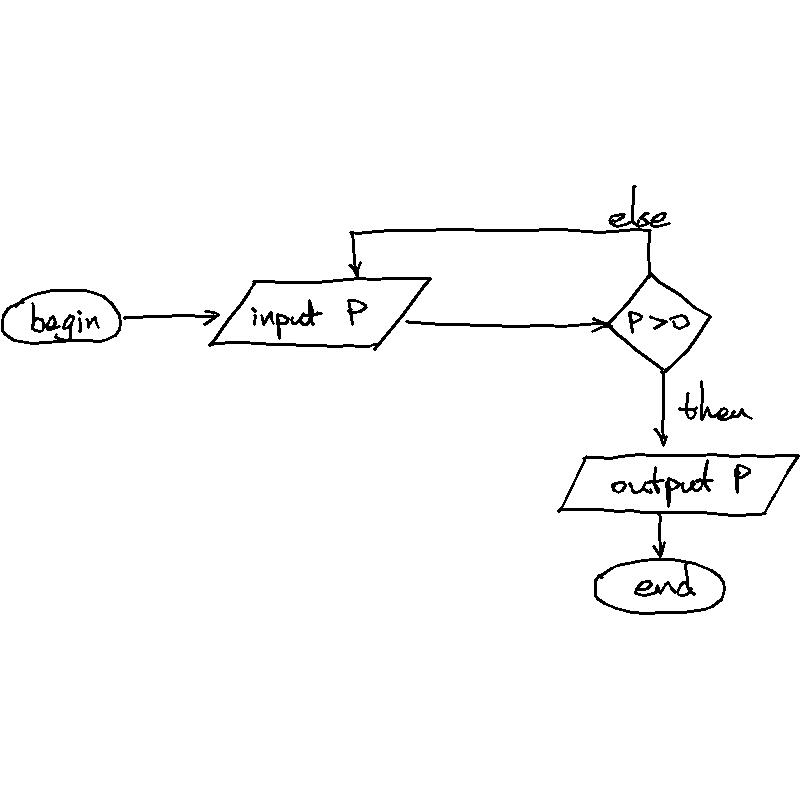 else
begin
input P
P>0
then
output P
end